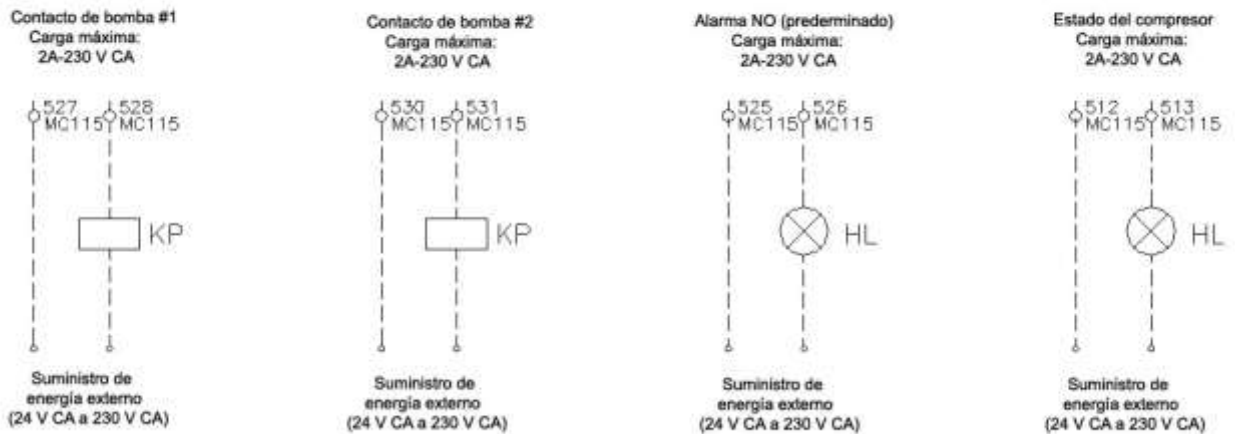 Contacto de bomba #1
Carga máxima:
2A-230 V CA
527 528
MC115 MC115
KP
Suministro de
energía externo
(24 V CA a 230 V CA)
Contacto de bomba #2
Carga máxima:
2A-230 V CA
530 531
MC115 MC115
KP
Suministro de
energía externo
(24 V CA a 230 V CA)
Alarma NO (prederminado)
Carga máxima:
2A-230 V CA
525 526
MC115 MC115
HL
Suministro de
energía externo
(24 V CA a 230 V CA)
Estado del compresor
Carga máxima:
2A-230 V CA
512 513
MC115 MC115
HL
Suministro de
energía externo
(24 V CA a 230 V CA)